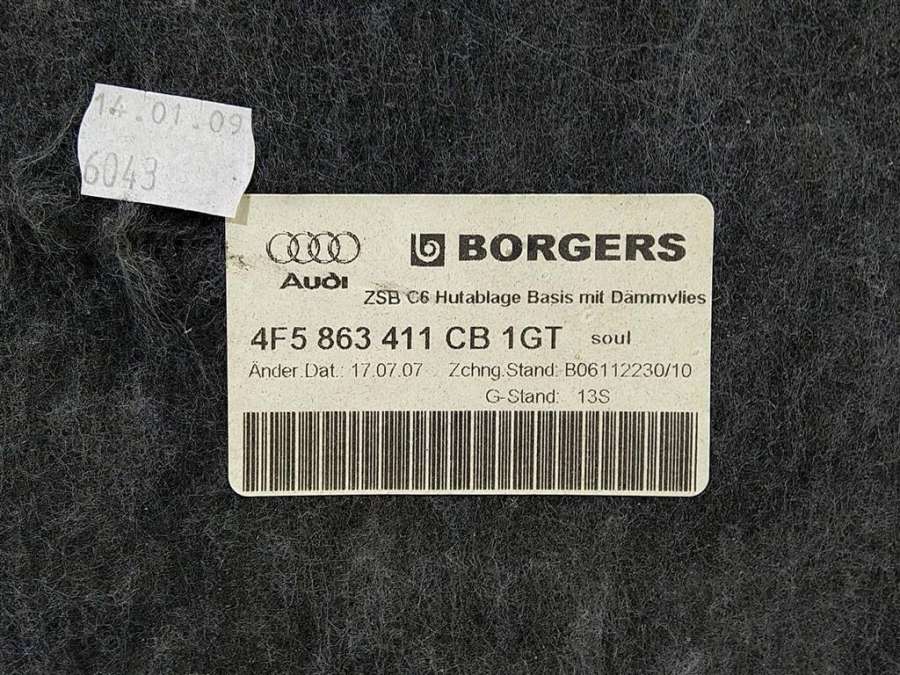 14.01.09
6043
Audi
BORGERS
ZSB C6 Hutablage Basis mit Dämmvlies
4F5 863 411 CB 1GT soul
Änder.Dat.: 17.07.07 Zchng.Stand: B06112230/10
G-Stand: 13S